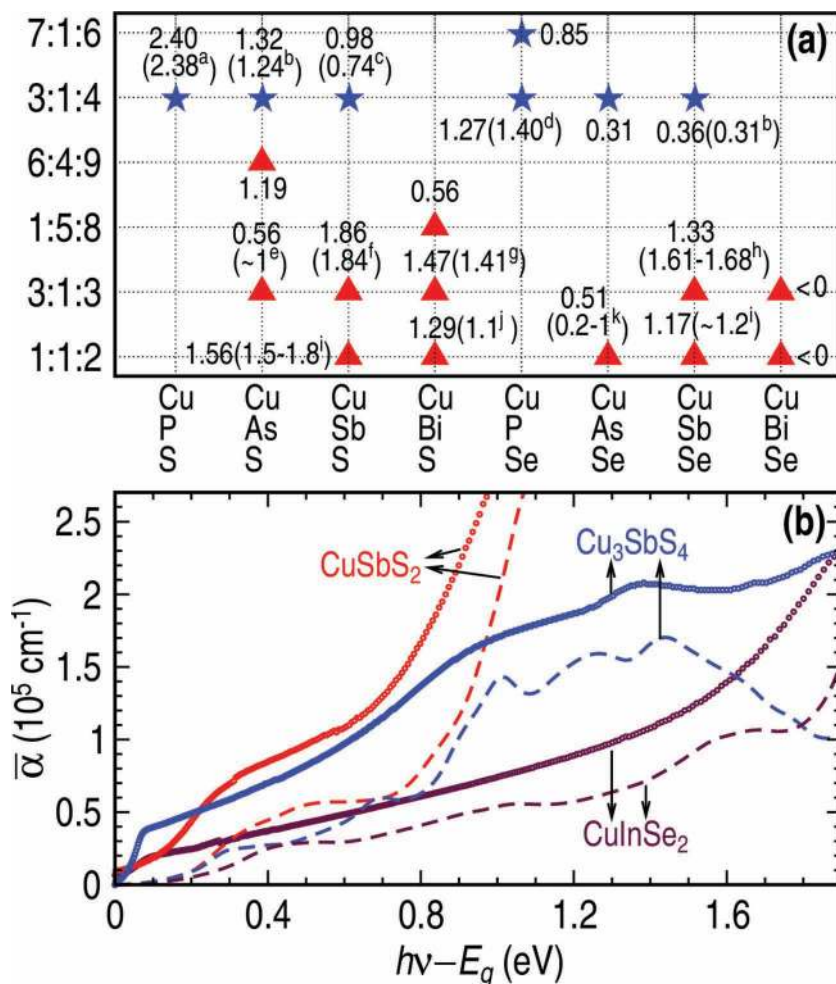 (a)
7:1:6
2.40 1.32 0.98 0.85
(2.38ᵃ) (1.24ᵇ) (0.74ᶜ)
3:1:4
1.27(1.40ᵈ) 0.31 0.36(0.31ᵇ)
6:4:9
1.19 0.56
1:5:8
0.56 1.86 1.33
(~1ᵉ) (1.84ᶠ) 1.47(1.41ᵍ) (1.61-1.68ʰ)
3:1:3 <0
0.51
1.56(1.5-1.8ⁱ) 1.29(1.1ʲ) (0.2-1ᵏ) 1.17(~1.2ⁱ)
1:1:2 <0
Cu Cu Cu Cu Cu Cu Cu Cu
P As Sb Bi P As Sb Bi
S S S S Se Se Se Se
(b)
2.5
CuSbS₂ Cu₃SbS₄
2
1.5
1
CuInSe₂
0.5
0
α̅ (10⁵ cm⁻¹)
0 0.4 0.8 1.2 1.6
hν−E_g (eV)